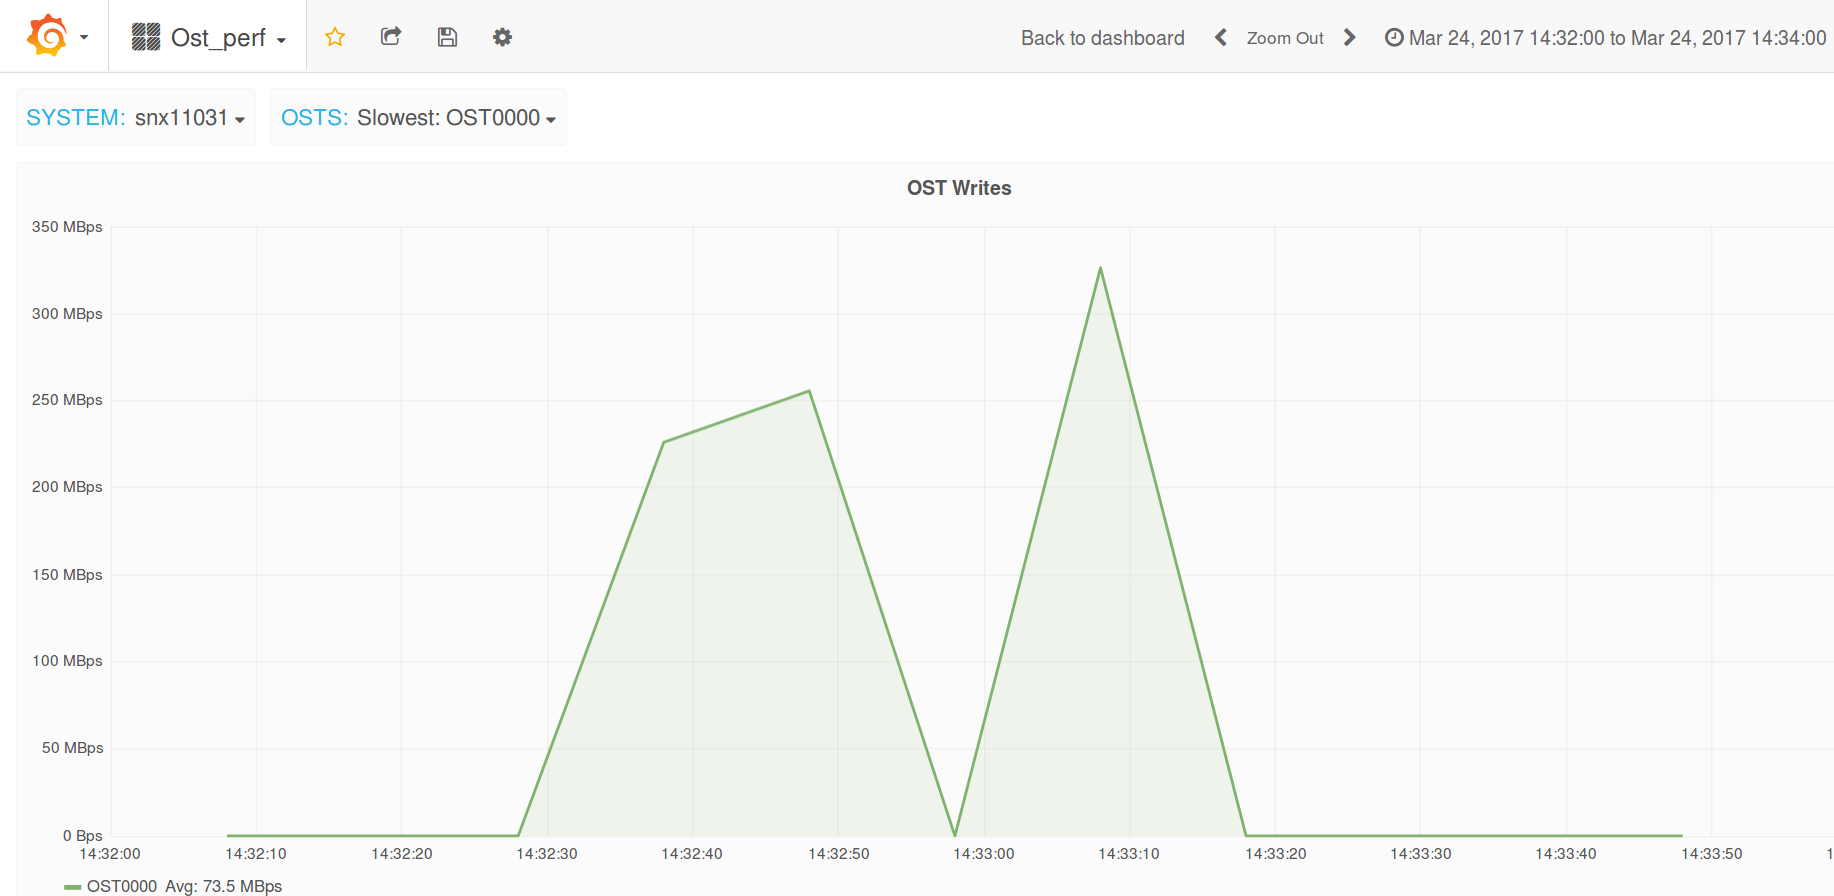 Ost_perf
Back to dashboard Zoom Out Mar 24, 2017 14:32:00 to Mar 24, 2017 14:34:00
SYSTEM: snx11031 OSTS: Slowest: OST0000
OST Writes
350 MBps
300 MBps
250 MBps
200 MBps
150 MBps
100 MBps
50 MBps
0 Bps
14:32:00 14:32:10 14:32:20 14:32:30 14:32:40 14:32:50 14:33:00 14:33:10 14:33:20 14:33:30 14:33:40 14:33:50 1
OST0000 Avg: 73.5 MBps